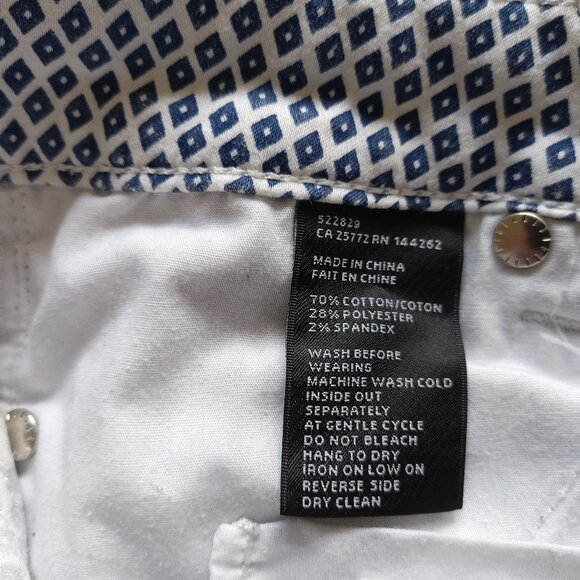 522829
CA 25772 RN 144262
MADE IN CHINA
FAIT EN CHINE
70% COTTON/COTON
28% POLYESTER
2% SPANDEX
WASH BEFORE
WEARING
MACHINE WASH COLD
INSIDE OUT
SEPARATELY
AT GENTLE CYCLE
DO NOT BLEACH
HANG TO DRY
IRON ON LOW ON
REVERSE SIDE
DRY CLEAN